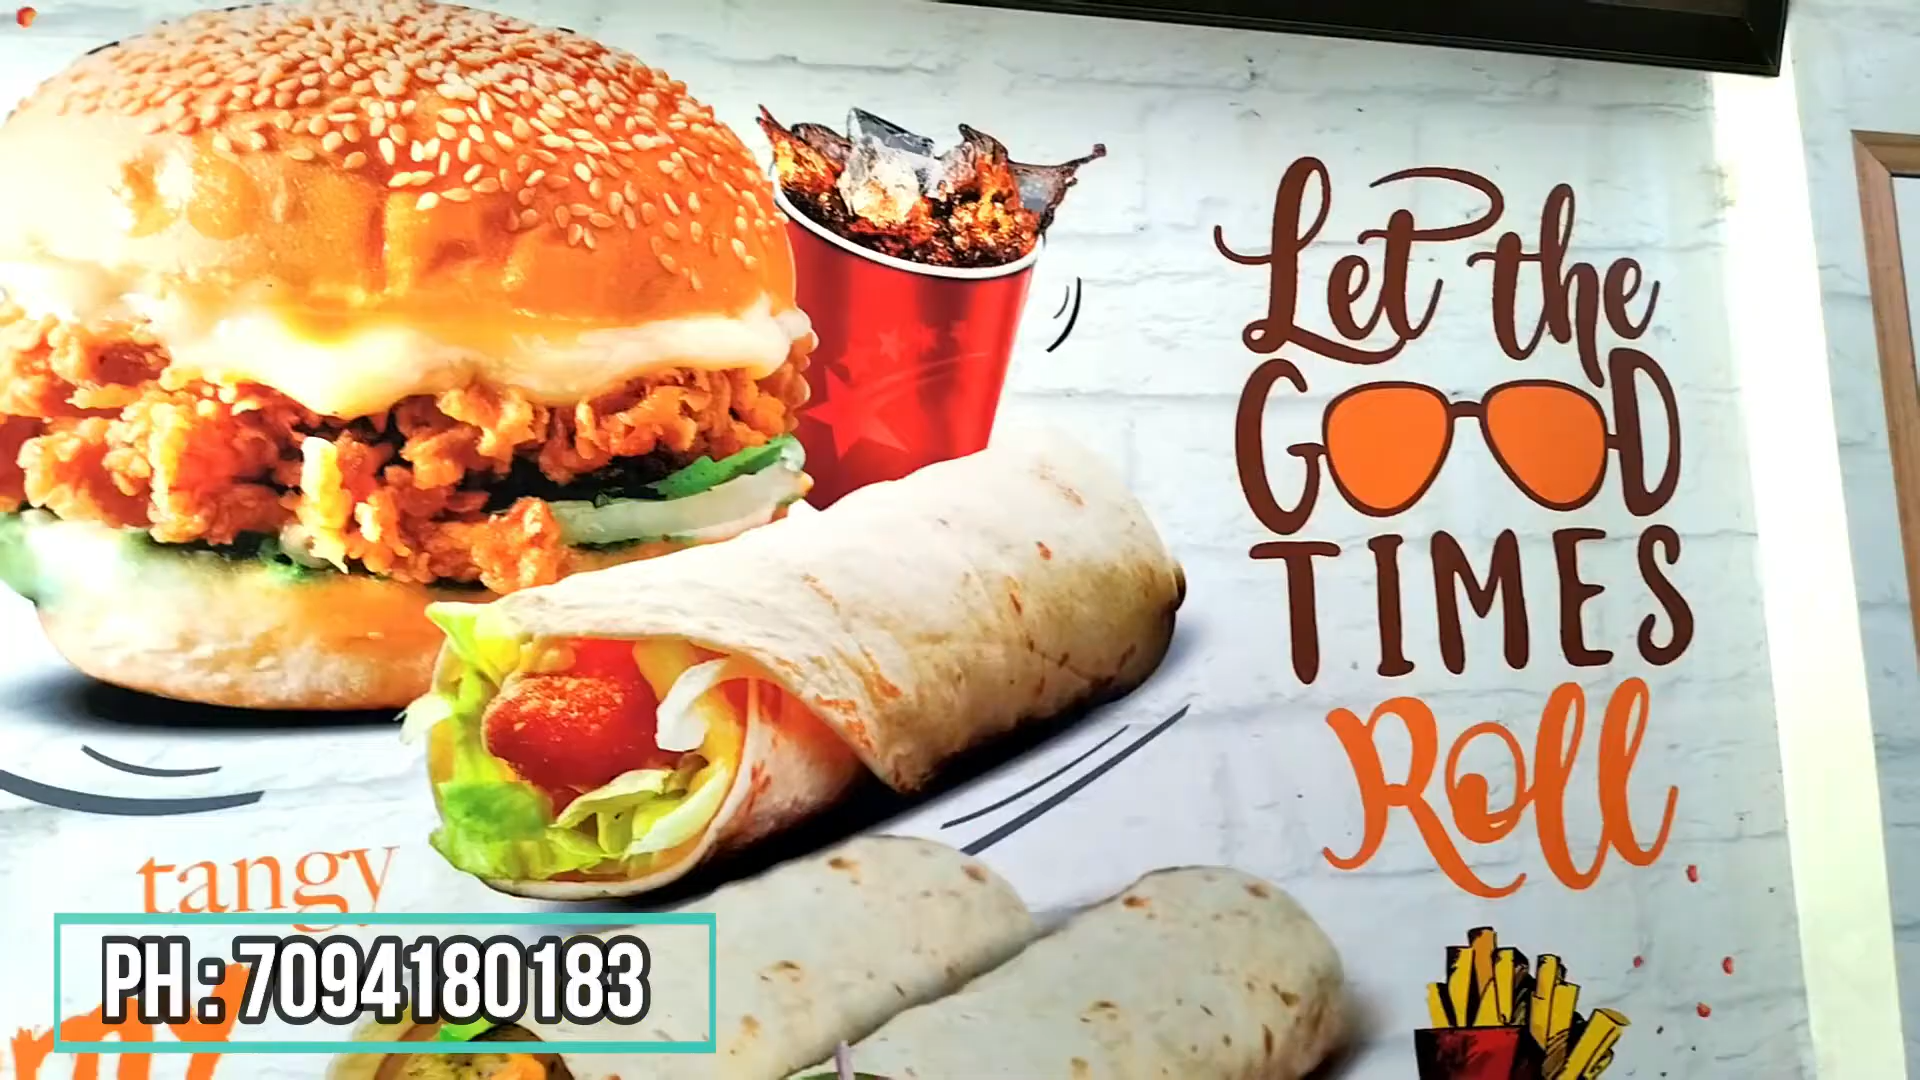 Let the
GOOD
TIMES
Roll
tangy
PH : 7094180183